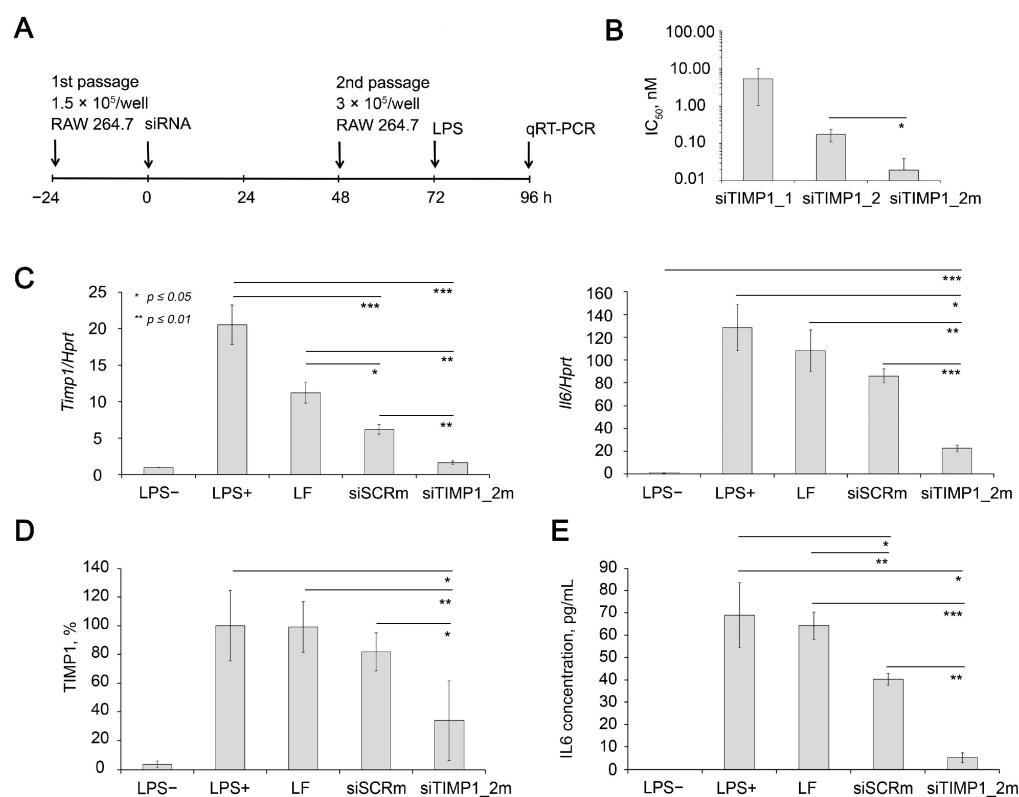 A
1st passage
1.5 × 10⁵/well
RAW 264.7
siRNA
2nd passage
3 × 10⁵/well
RAW 264.7
LPS
qRT-PCR
−24 0 24 48 72 96 h
B
IC₅₀, nM
100.00
10.00
1.00
0.10
0.01
*
siTIMP1_1 siTIMP1_2 siTIMP1_2m
C
Timp1/Hprt
25
20
15
10
5
0
* p ≤ 0.05
** p ≤ 0.01
***
***
**
*
**
LPS− LPS+ LF siSCRm siTIMP1_2m
Il6/Hprt
160
140
120
100
80
60
40
20
0
***
*
**
***
LPS− LPS+ LF siSCRm siTIMP1_2m
D
TIMP1, %
140
120
100
80
60
40
20
0
*
**
*
LPS− LPS+ LF siSCRm siTIMP1_2m
E
IL6 concentration, pg/mL
90
80
70
60
50
40
30
20
10
0
*
**
*
***
**
LPS− LPS+ LF siSCRm siTIMP1_2m